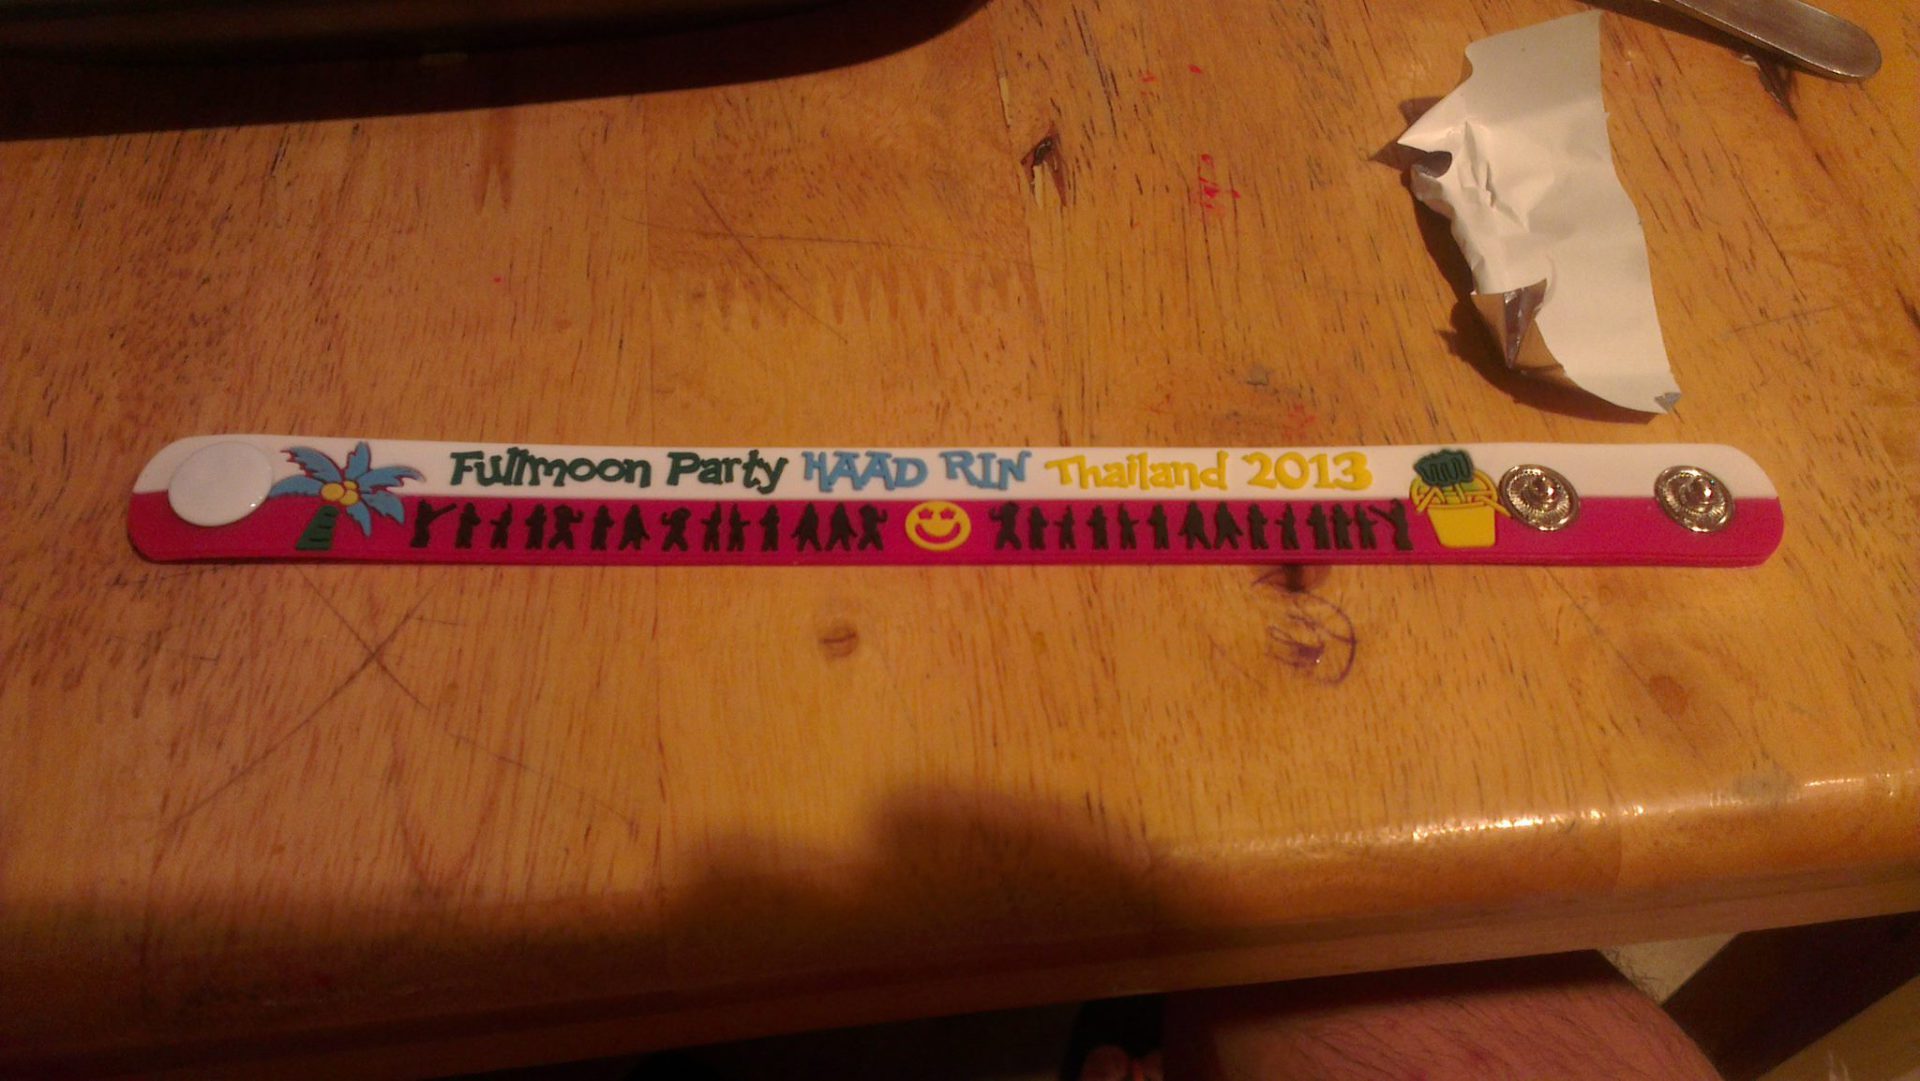 Fullmoon Party HAAD RIN Thailand 2013